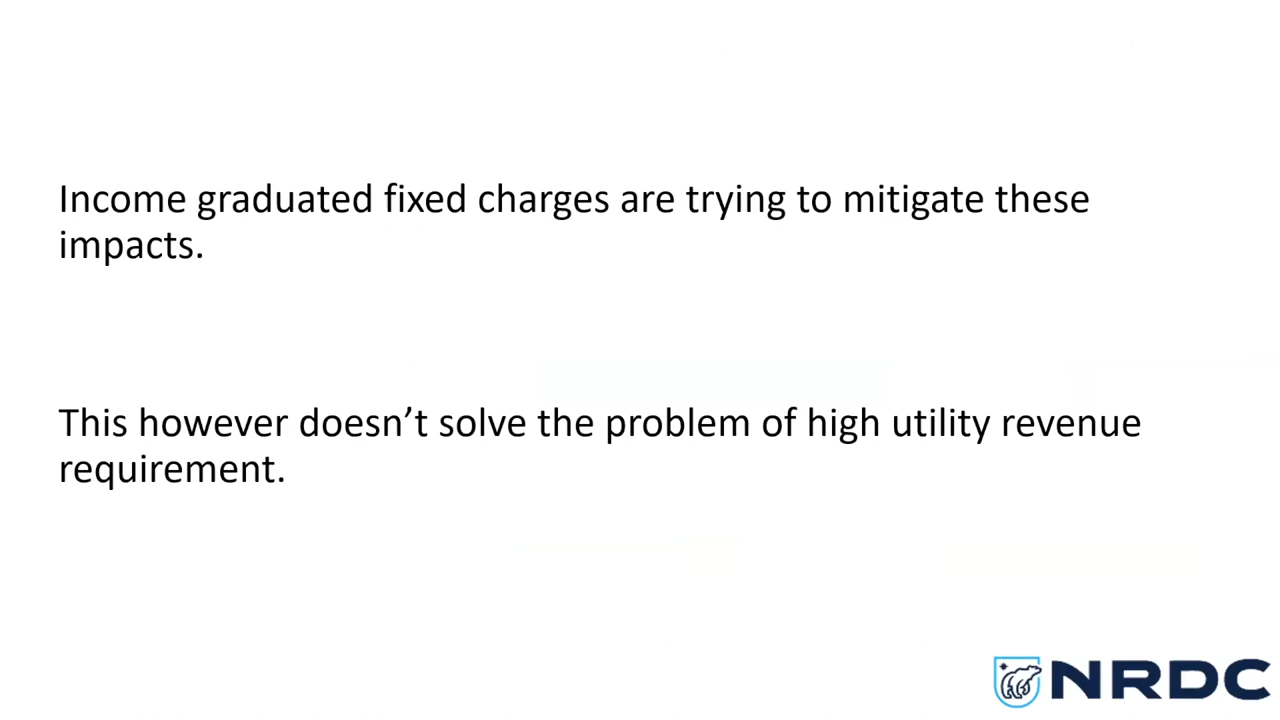 Income graduated fixed charges are trying to mitigate these
impacts.
This however doesn’t solve the problem of high utility revenue
requirement.
NRDC